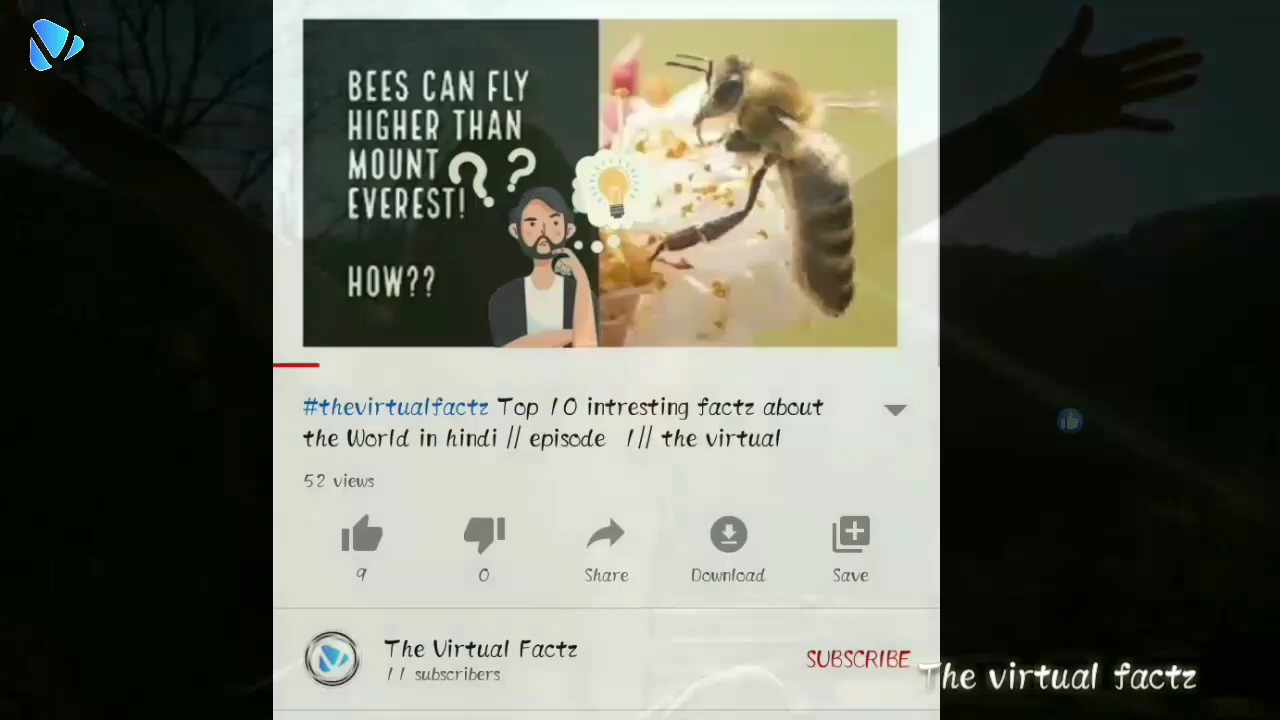 BEES CAN FLY
HIGHER THAN
MOUNT ??
EVEREST!
HOW??
#thevirtualfactz Top 10 intresting factz about
the World in hindi // episode 1// the virtual
52 views
9 0 Share Download Save
The Virtual Factz
11 subscribers
SUBSCRIBE
The virtual factz